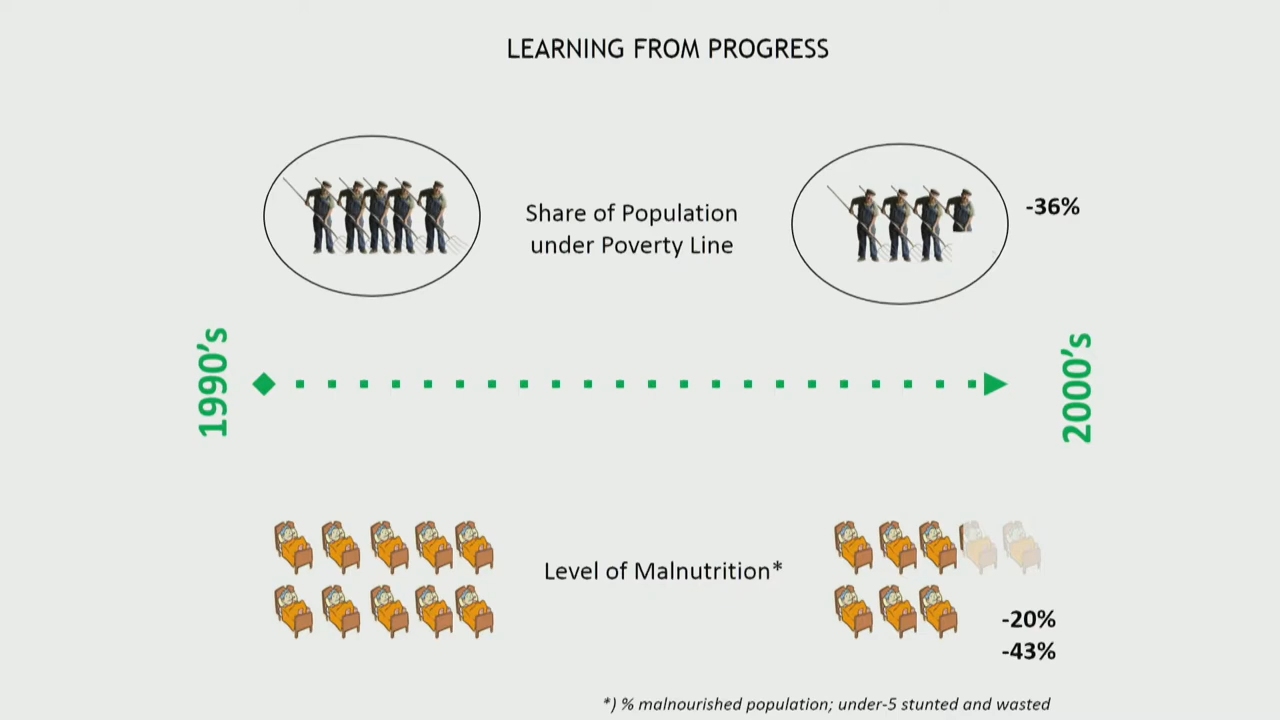 LEARNING FROM PROGRESS
Share of Population
under Poverty Line
-36%
1990's
2000's
Level of Malnutrition*
-20%
-43%
*) % malnourished population; under-5 stunted and wasted